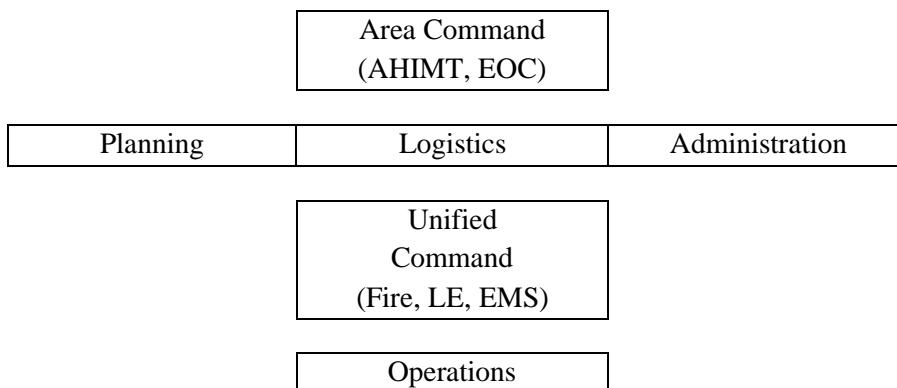 Area Command
(AHIMT, EOC)
Planning Logistics Administration
Unified
Command
(Fire, LE, EMS)
Operations